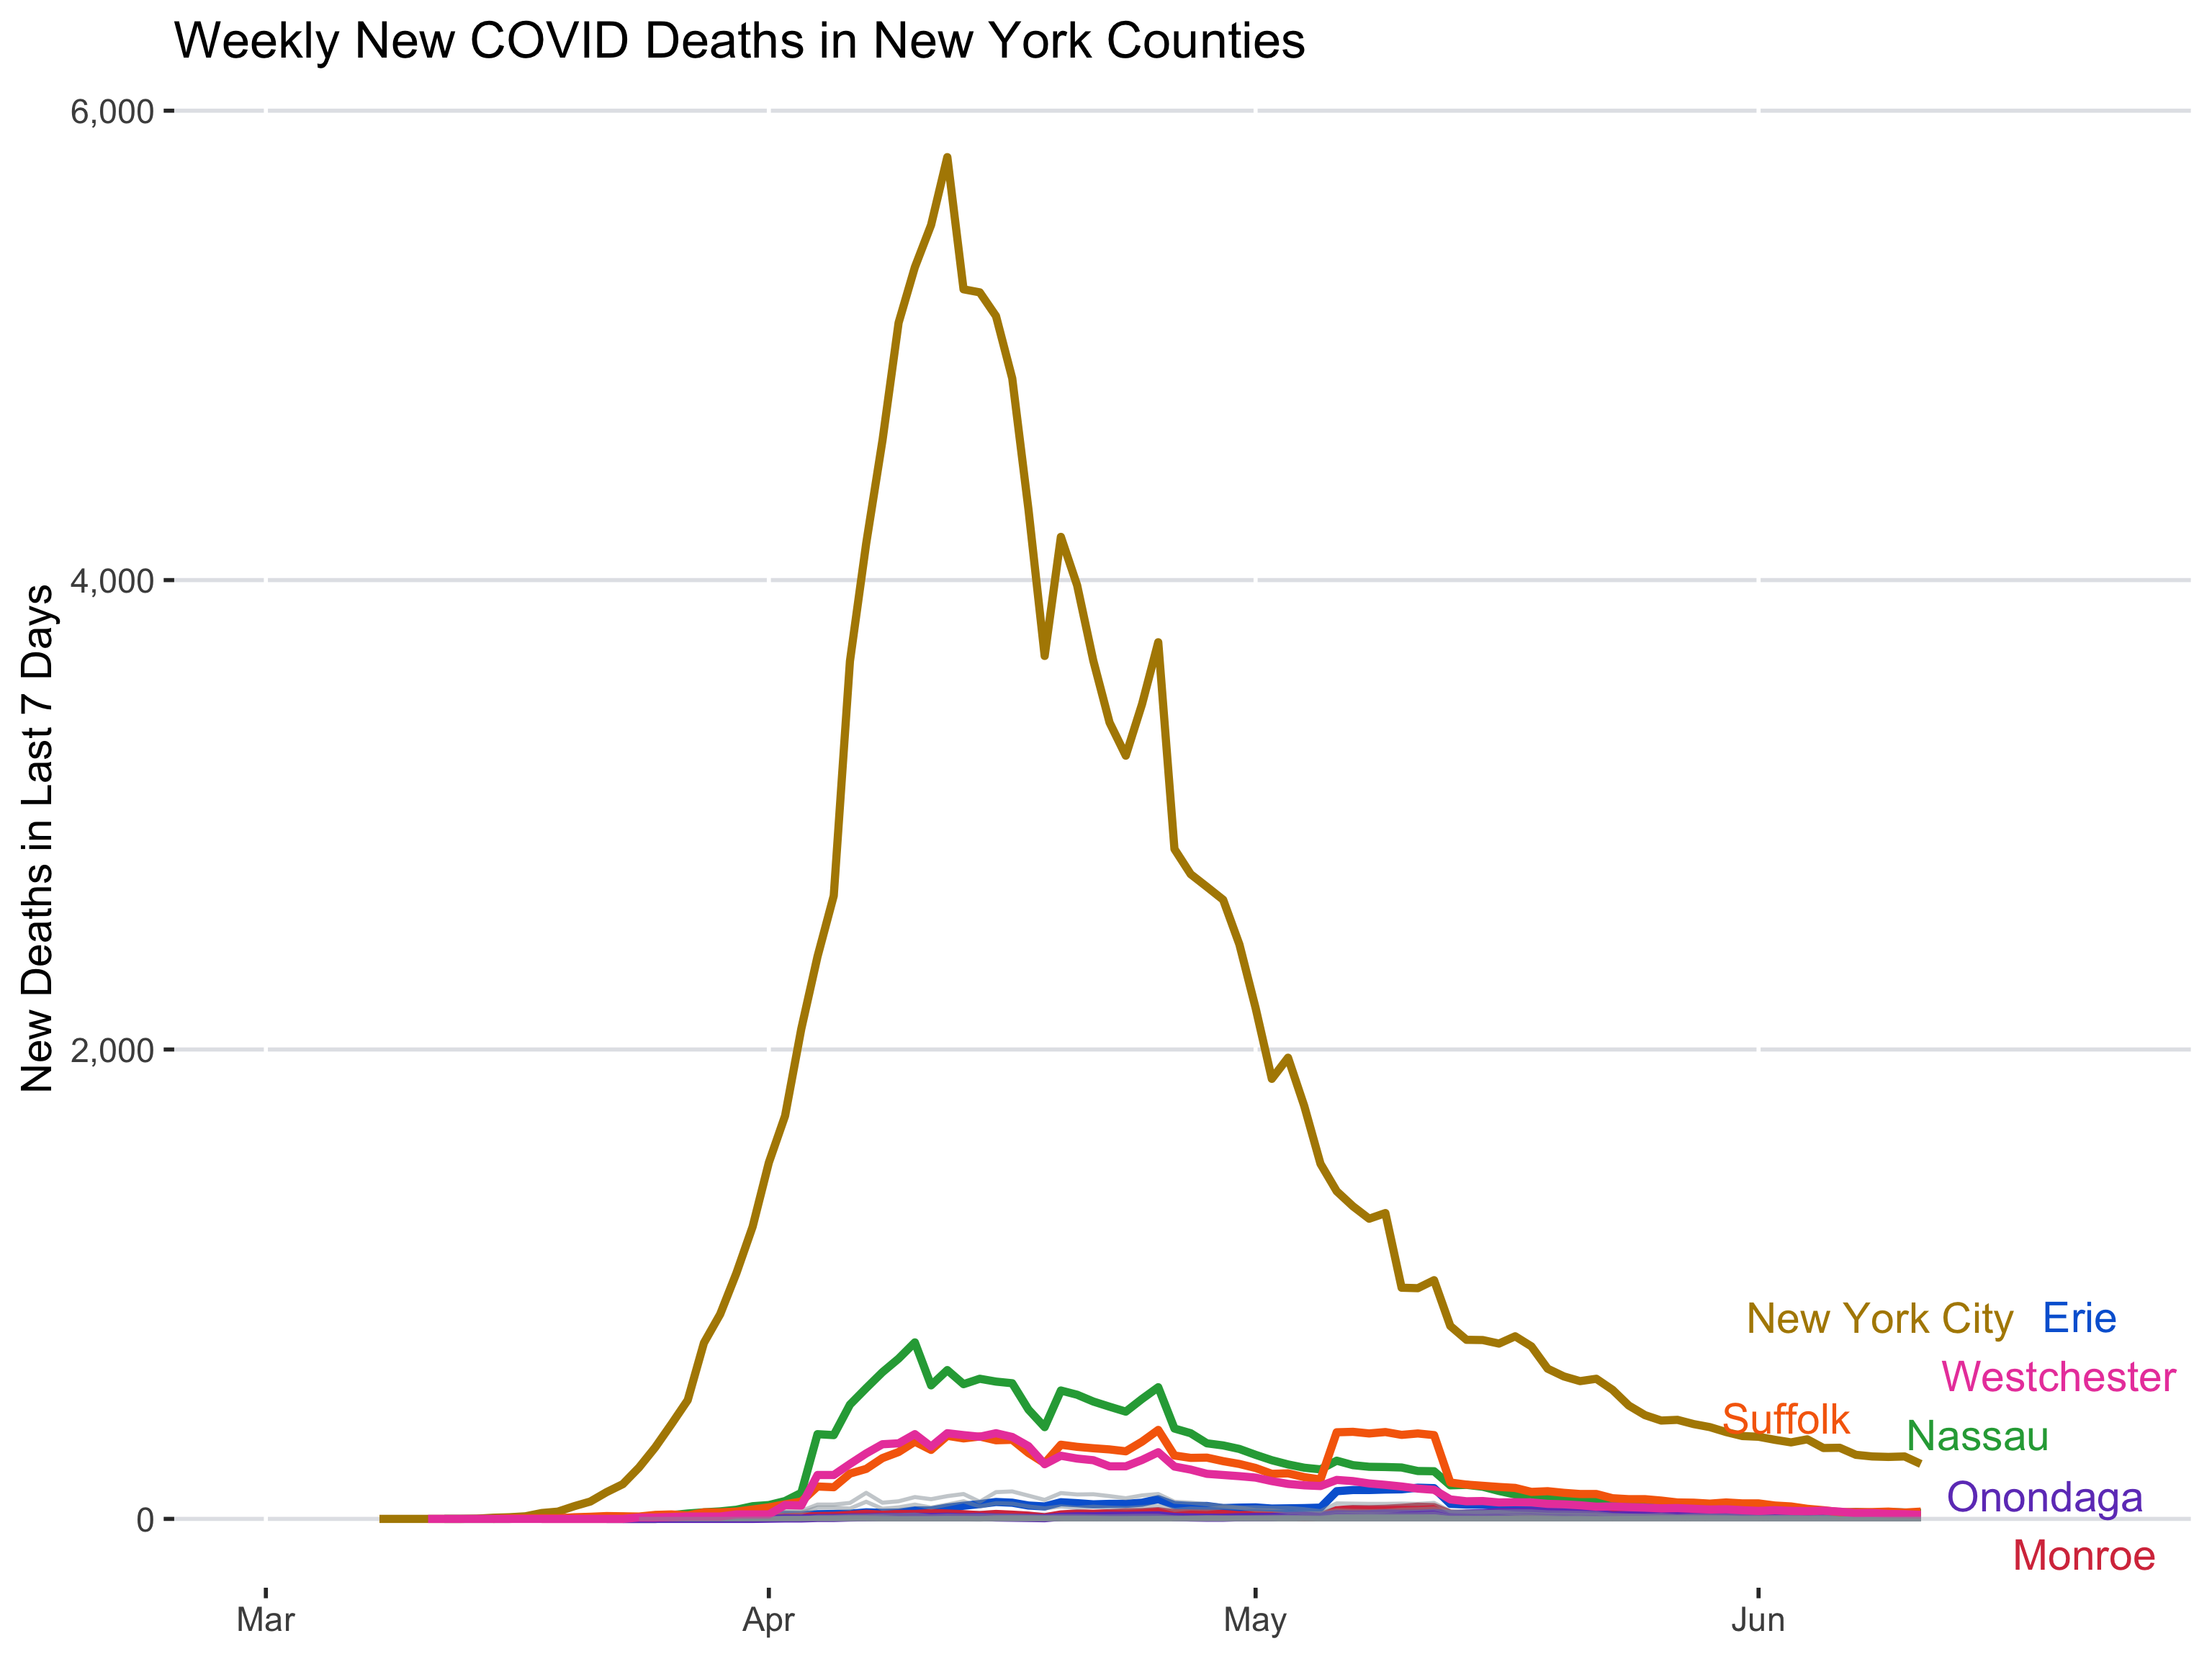 Weekly New COVID Deaths in New York Counties
New Deaths in Last 7 Days
6,000
4,000
2,000
0
New York City
Erie
Westchester
Suffolk
Nassau
Onondaga
Monroe
Mar
Apr
May
Jun